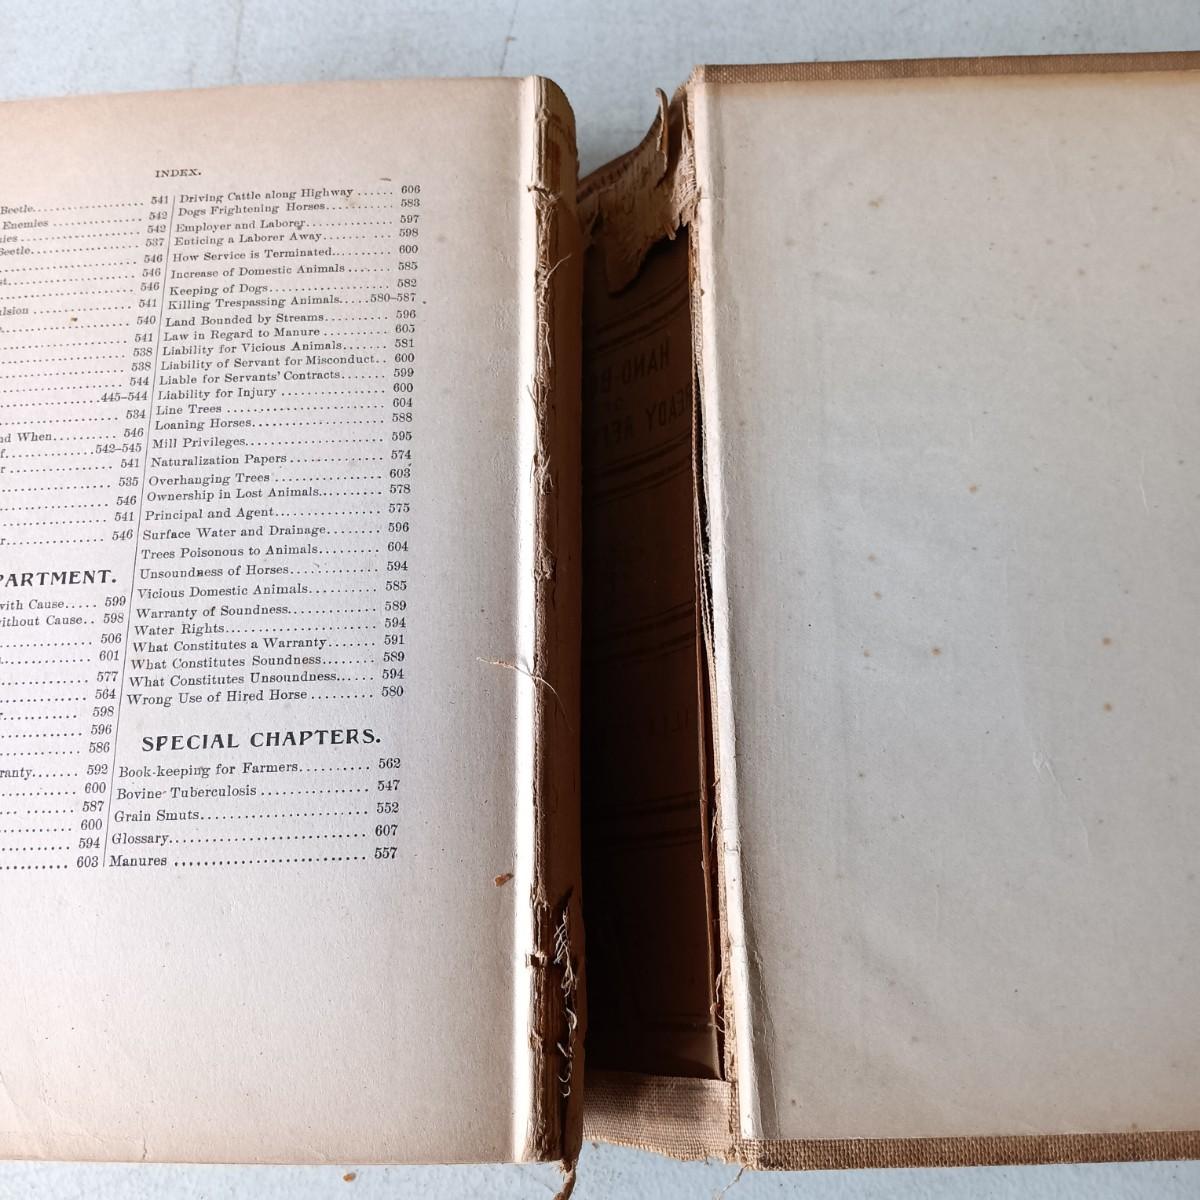 INDEX.
Beetle 541
Enemies 542
542
Beetle 537
546
546
546
541
540
541
538
538
544
445–544
534
When 546
542–545
541
535
546
541
546
PARTMENT.
with Cause 599
without Cause 598
506
601
577
564
598
596
586
592
600
587
600
594
603
Driving Cattle along Highway 606
Dogs Frightening Horses 583
Employer and Laborer 597
Enticing a Laborer Away 598
How Service is Terminated 600
Increase of Domestic Animals 585
Keeping of Dogs 582
Killing Trespassing Animals 580–587
Land Bounded by Streams 596
Law in Regard to Manure 605
Liability for Vicious Animals 581
Liability of Servant for Misconduct 600
Liable for Servants' Contracts 599
Liability for Injury 600
Line Trees 604
Loaning Horses 588
Mill Privileges 595
Naturalization Papers 574
Overhanging Trees 603
Ownership in Lost Animals 578
Principal and Agent 575
Surface Water and Drainage 596
Trees Poisonous to Animals 604
Unsoundness of Horses 594
Vicious Domestic Animals 585
Warranty of Soundness 589
Water Rights 594
What Constitutes a Warranty 591
What Constitutes Soundness 589
What Constitutes Unsoundness 594
Wrong Use of Hired Horse 580
SPECIAL CHAPTERS.
Book-keeping for Farmers 562
Bovine Tuberculosis 547
Grain Smuts 552
Glossary 607
Manures 557
HAND-BO